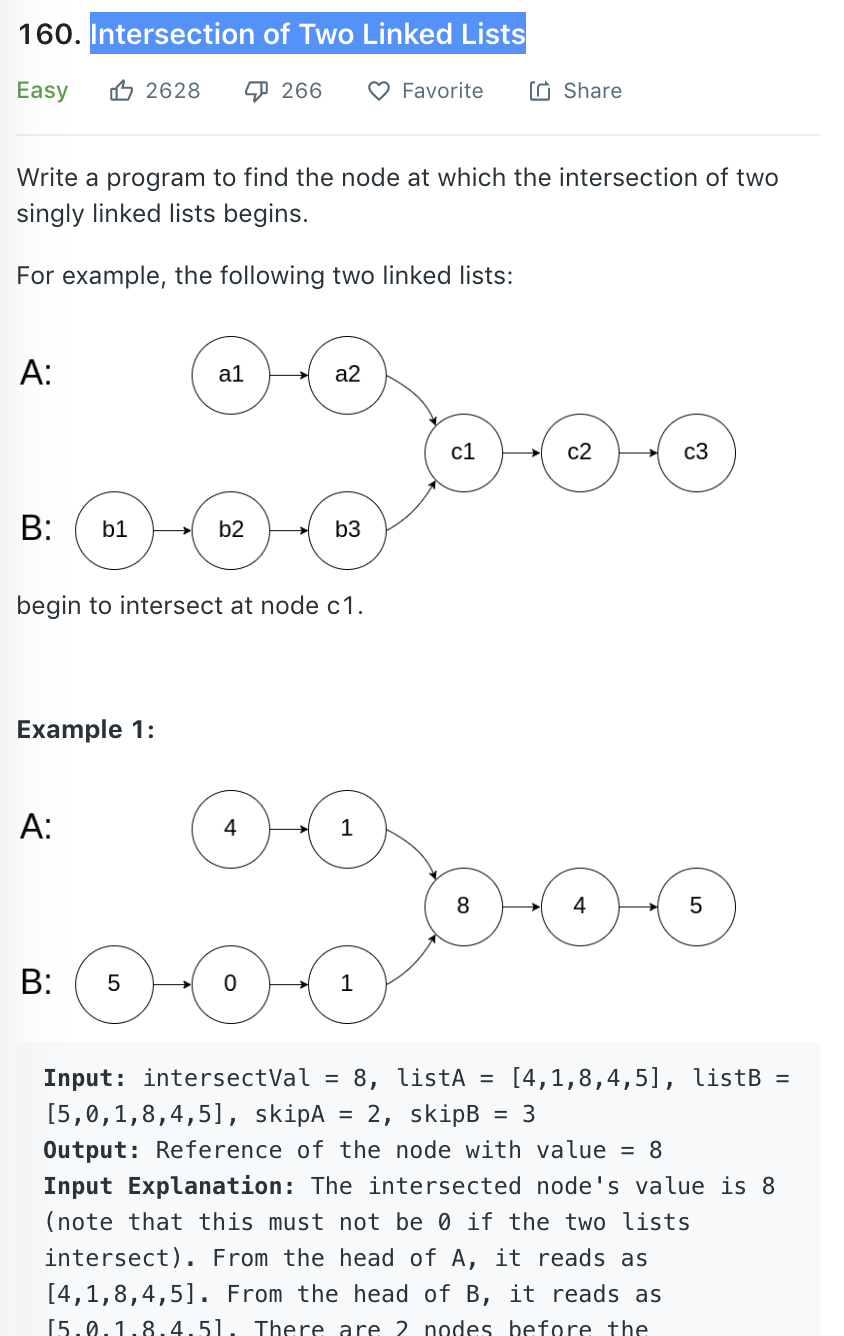 160. Intersection of Two Linked Lists
Easy 2628 266 Favorite Share
Write a program to find the node at which the intersection of two
singly linked lists begins.
For example, the following two linked lists:
A: a1 a2
c1 c2 c3
B: b1 b2 b3
begin to intersect at node c1.
Example 1:
A: 4 1
8 4 5
B: 5 0 1
Input: intersectVal = 8, listA = [4,1,8,4,5], listB =
[5,0,1,8,4,5], skipA = 2, skipB = 3
Output: Reference of the node with value = 8
Input Explanation: The intersected node's value is 8
(note that this must not be 0 if the two lists
intersect). From the head of A, it reads as
[4,1,8,4,5]. From the head of B, it reads as
[5,0,1,8,4,5]. There are 2 nodes before the